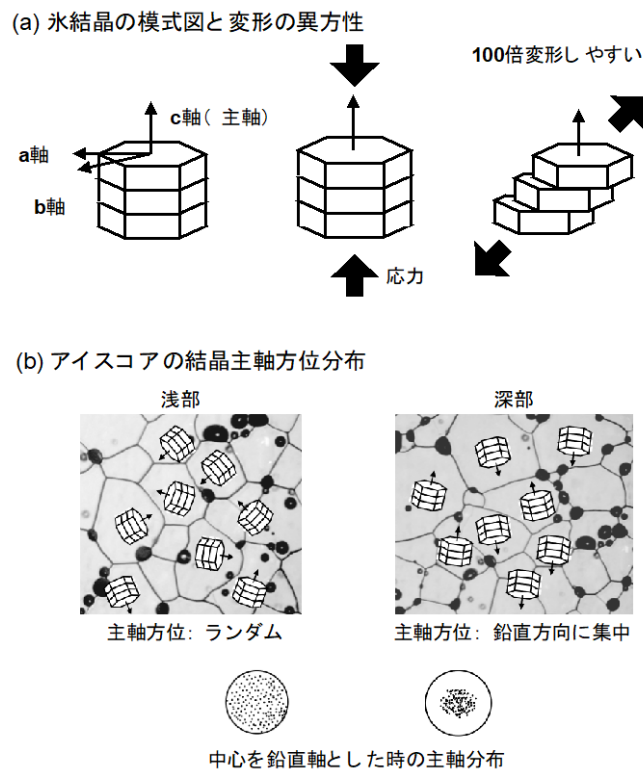 (a) 氷結晶の模式図と変形の異方性
100倍変形しやすい
c軸( 主軸)
a軸
b軸
応力
(b) アイスコアの結晶主軸方位分布
浅部
深部
主軸方位: ランダム
主軸方位: 鉛直方向に集中
中心を鉛直軸とした時の主軸分布